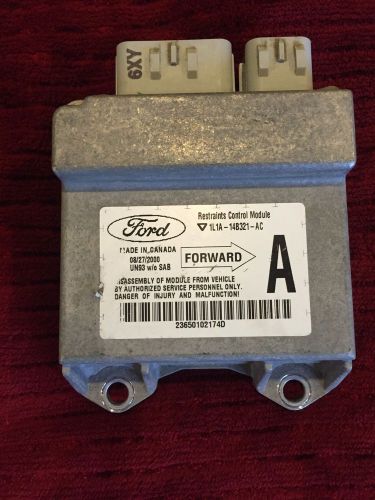 6XY
Ford
Restraints Control Module
1L1A-14B321-AC
MADE IN CANADA
08/27/2000
UN93 w/o SAB
FORWARD
A
DISASSEMBLY OF MODULE FROM VEHICLE
BY AUTHORIZED SERVICE PERSONNEL ONLY.
DANGER OF INJURY AND MALFUNCTION!
23650102174D